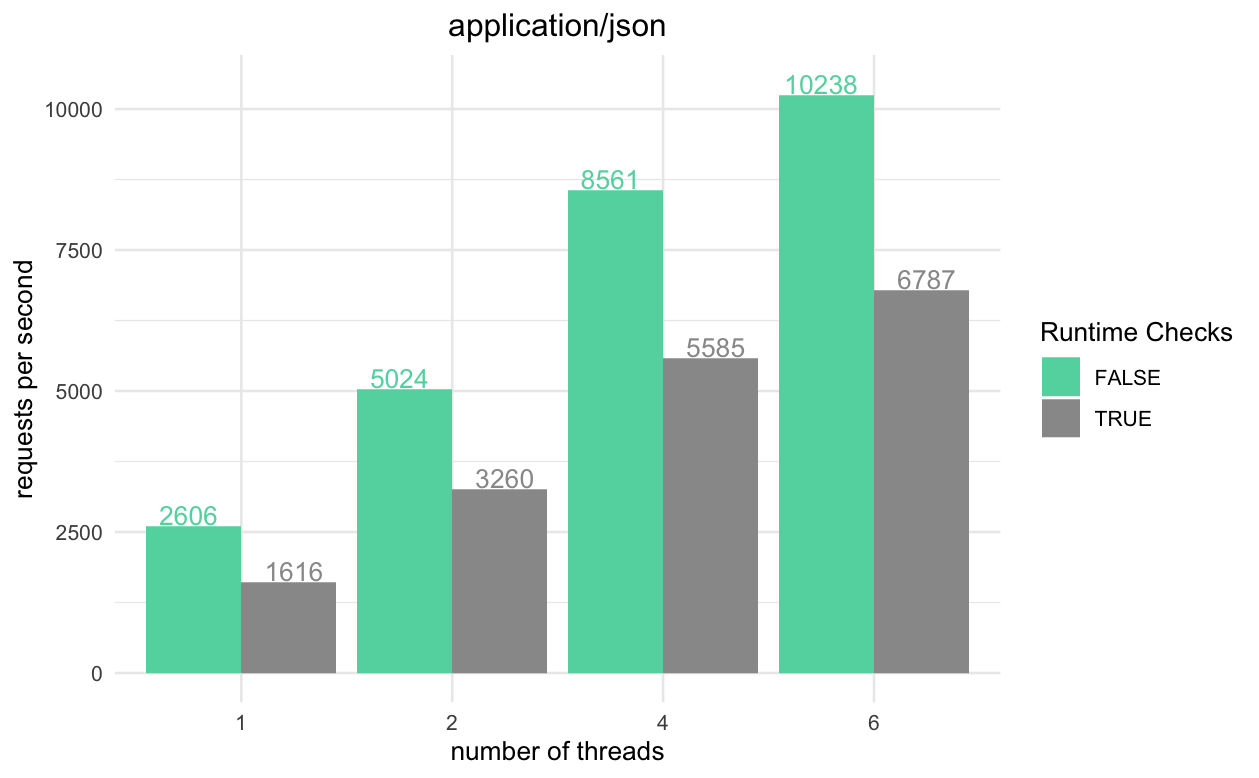 application/json
10000
7500
5000
2500
0
requests per second
2606
1616
5024
3260
8561
5585
10238
6787
1
2
4
6
number of threads
Runtime Checks
FALSE
TRUE